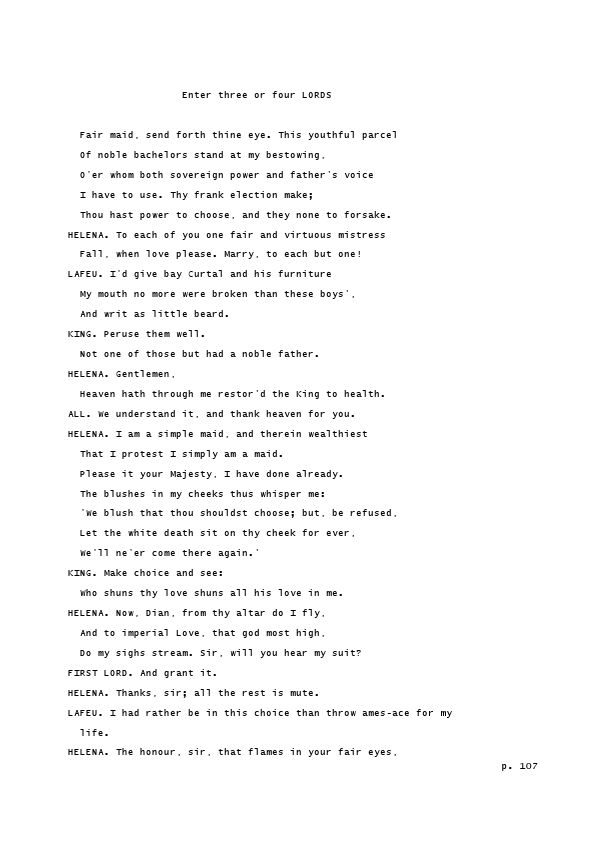 Enter three or four LORDS
Fair maid, send forth thine eye. This youthful parcel
Of noble bachelors stand at my bestowing,
O'er whom both sovereign power and father's voice
I have to use. Thy frank election make;
Thou hast power to choose, and they none to forsake.
HELENA. To each of you one fair and virtuous mistress
Fall, when love please. Marry, to each but one!
LAFEU. I'd give bay Curtal and his furniture
My mouth no more were broken than these boys',
And writ as little beard.
KING. Peruse them well.
Not one of those but had a noble father.
HELENA. Gentlemen,
Heaven hath through me restor'd the King to health.
ALL. We understand it, and thank heaven for you.
HELENA. I am a simple maid, and therein wealthiest
That I protest I simply am a maid.
Please it your Majesty, I have done already.
The blushes in my cheeks thus whisper me:
'We blush that thou shouldst choose; but, be refused,
Let the white death sit on thy cheek for ever,
We'll ne'er come there again.'
KING. Make choice and see:
Who shuns thy love shuns all his love in me.
HELENA. Now, Dian, from thy altar do I fly,
And to imperial Love, that god most high,
Do my sighs stream. Sir, will you hear my suit?
FIRST LORD. And grant it.
HELENA. Thanks, sir; all the rest is mute.
LAFEU. I had rather be in this choice than throw ames-ace for my
life.
HELENA. The honour, sir, that flames in your fair eyes,
p. 107